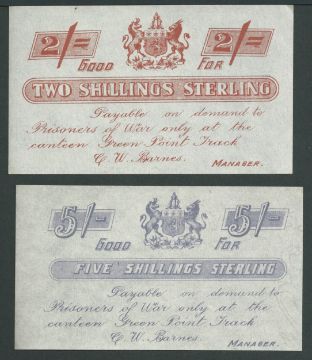 2/= 2/=
GOOD FOR
TWO SHILLINGS STERLING
Payable on demand to
Prisoners of War only at the
canteen Green Point Track
C. W. Barnes.
MANAGER.
5/- 5/-
GOOD FOR
FIVE SHILLINGS STERLING
Payable on demand to
Prisoners of War only at the
canteen Green Point Track
C. W. Barnes.
MANAGER.